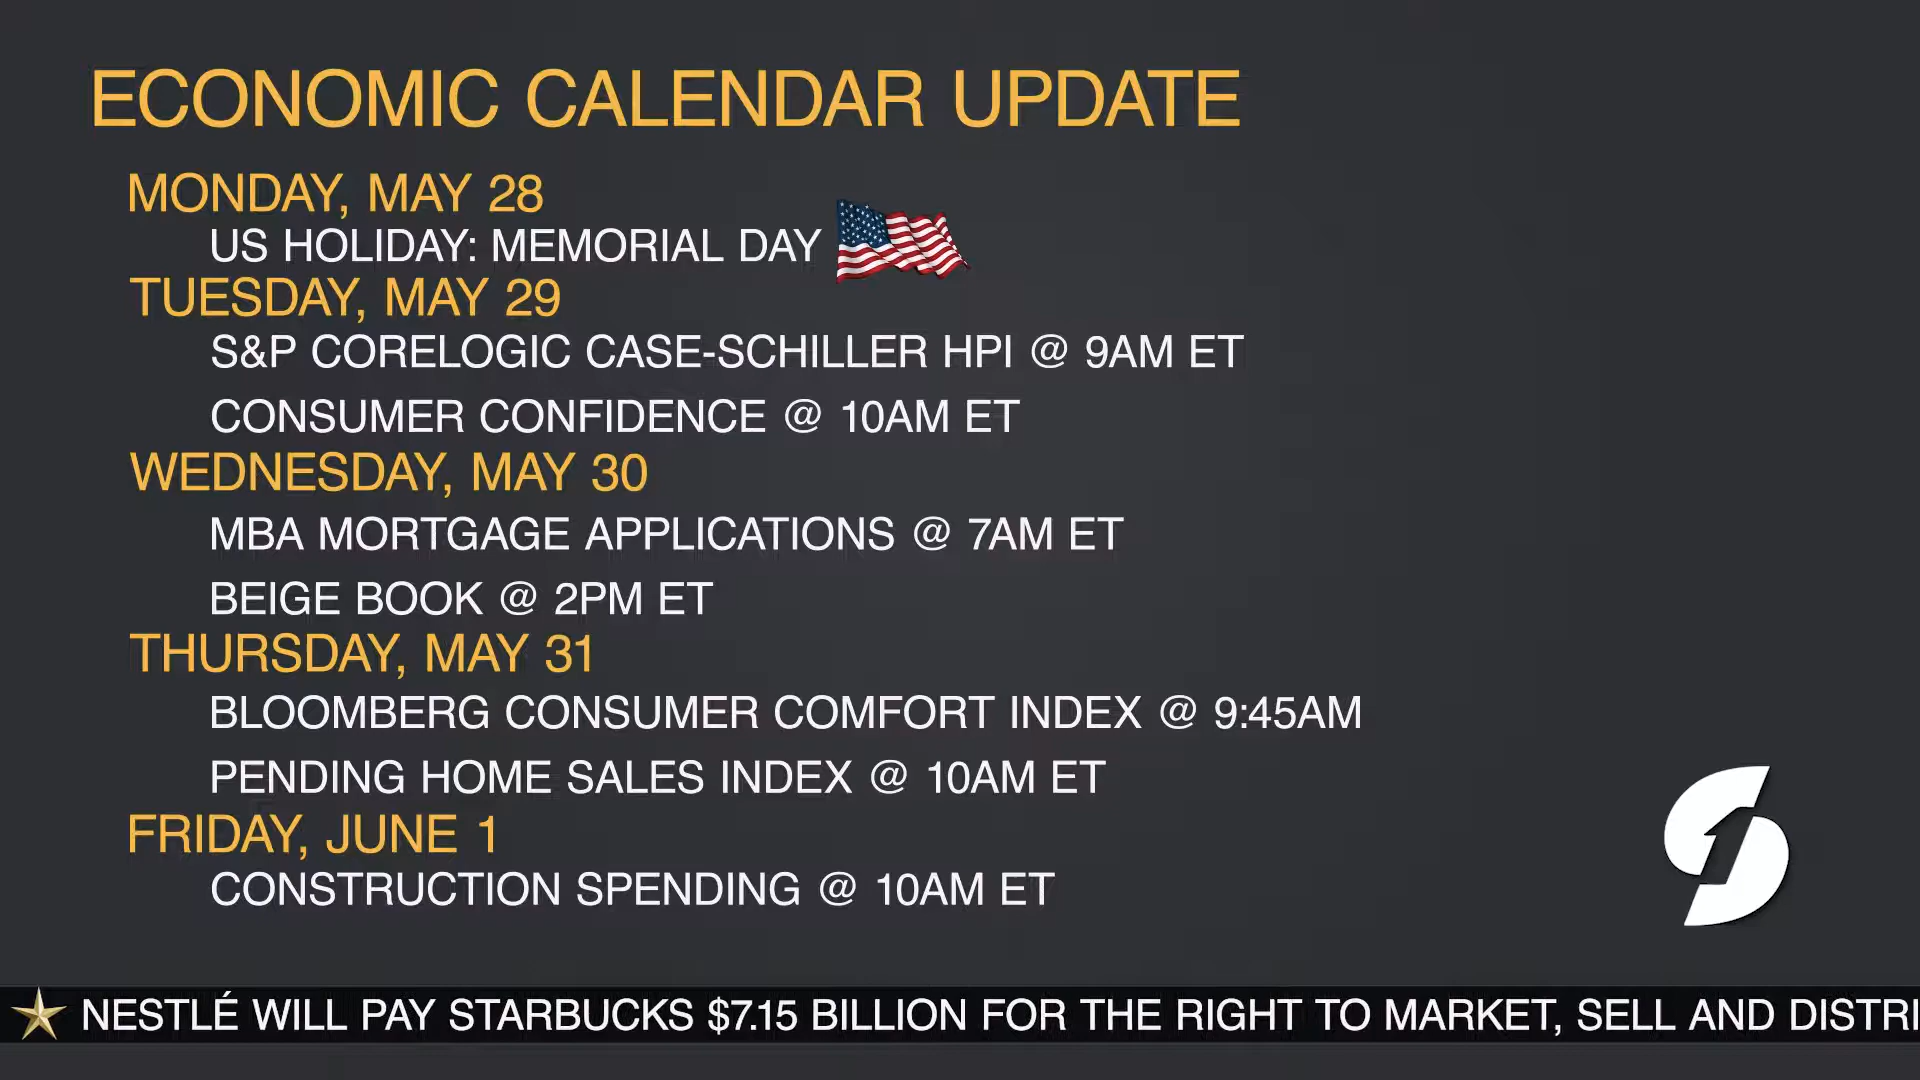 ECONOMIC CALENDAR UPDATE
MONDAY, MAY 28
US HOLIDAY: MEMORIAL DAY
TUESDAY, MAY 29
S&P CORELOGIC CASE-SCHILLER HPI @ 9AM ET
CONSUMER CONFIDENCE @ 10AM ET
WEDNESDAY, MAY 30
MBA MORTGAGE APPLICATIONS @ 7AM ET
BEIGE BOOK @ 2PM ET
THURSDAY, MAY 31
BLOOMBERG CONSUMER COMFORT INDEX @ 9:45AM
PENDING HOME SALES INDEX @ 10AM ET
FRIDAY, JUNE 1
CONSTRUCTION SPENDING @ 10AM ET
NESTLÉ WILL PAY STARBUCKS $7.15 BILLION FOR THE RIGHT TO MARKET, SELL AND DISTRI